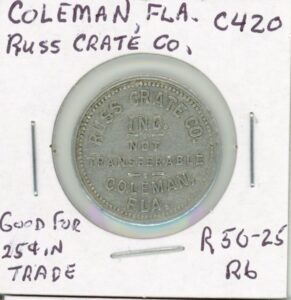 COLEMAN, FLA. C420
RUSS CRATE CO,
RUSS CRATE CO.
INC.
NOT
TRANSFERABLE
COLEMAN,
FLA.
GOOD FOR
25¢ IN
TRADE
R50-25
R6